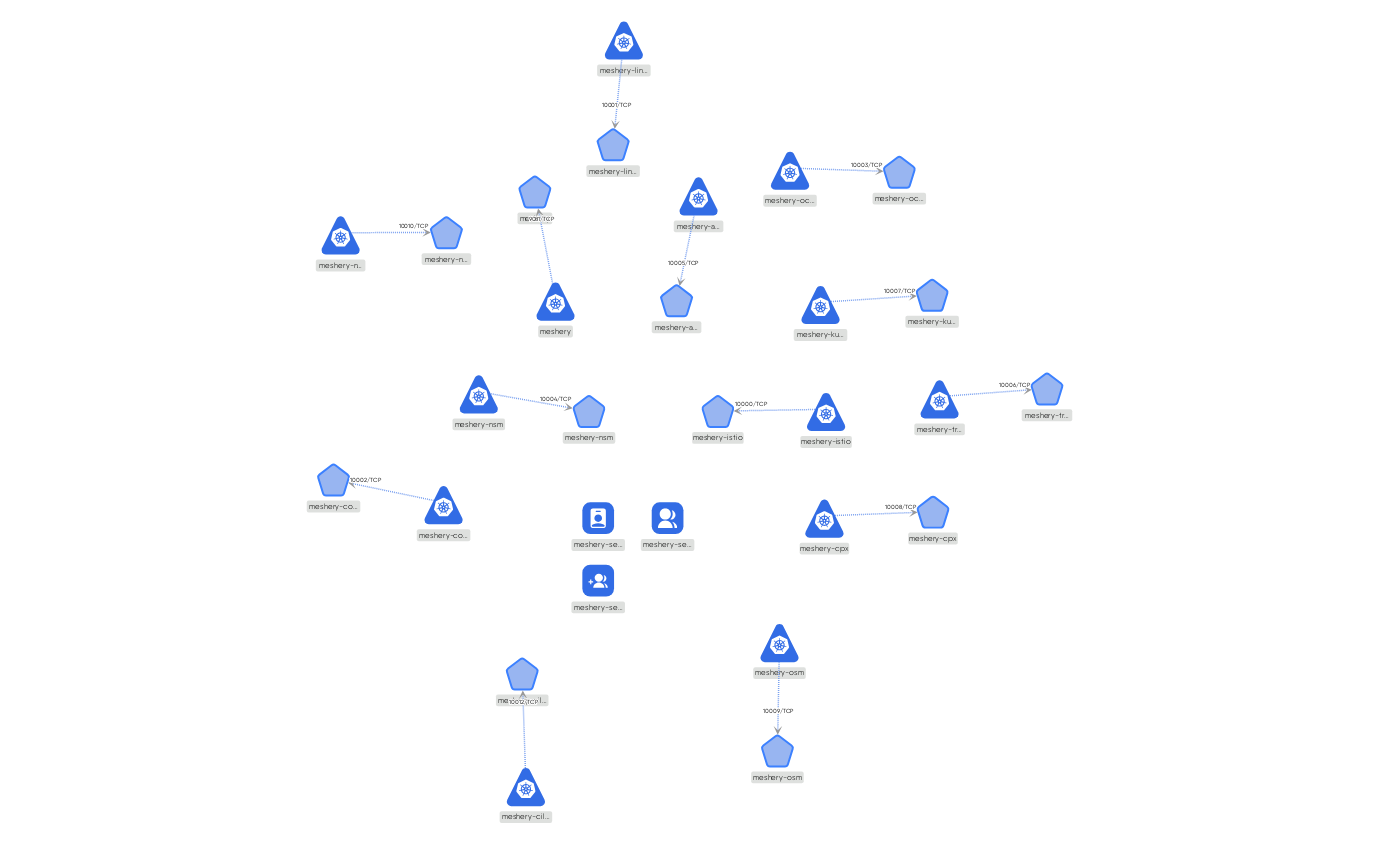 meshery-lin...
10001/TCP
meshery-lin...
10003/TCP
meshery-oc...
meshery-oc...
meshery-a...
10010/TCP
meshery-n...
meshery-n...
10005/TCP
meshery-a...
meshery
10007/TCP
meshery-ku...
meshery-ku...
10004/TCP
meshery-nsm
meshery-nsm
10000/TCP
meshery-istio
meshery-istio
10006/TCP
meshery-tr...
meshery-tr...
10002/TCP
meshery-co...
meshery-co...
meshery-se...
meshery-se...
meshery-se...
10008/TCP
meshery-cpx
meshery-cpx
meshery-osm
10009/TCP
meshery-osm
10012/TCP
meshery-cil...